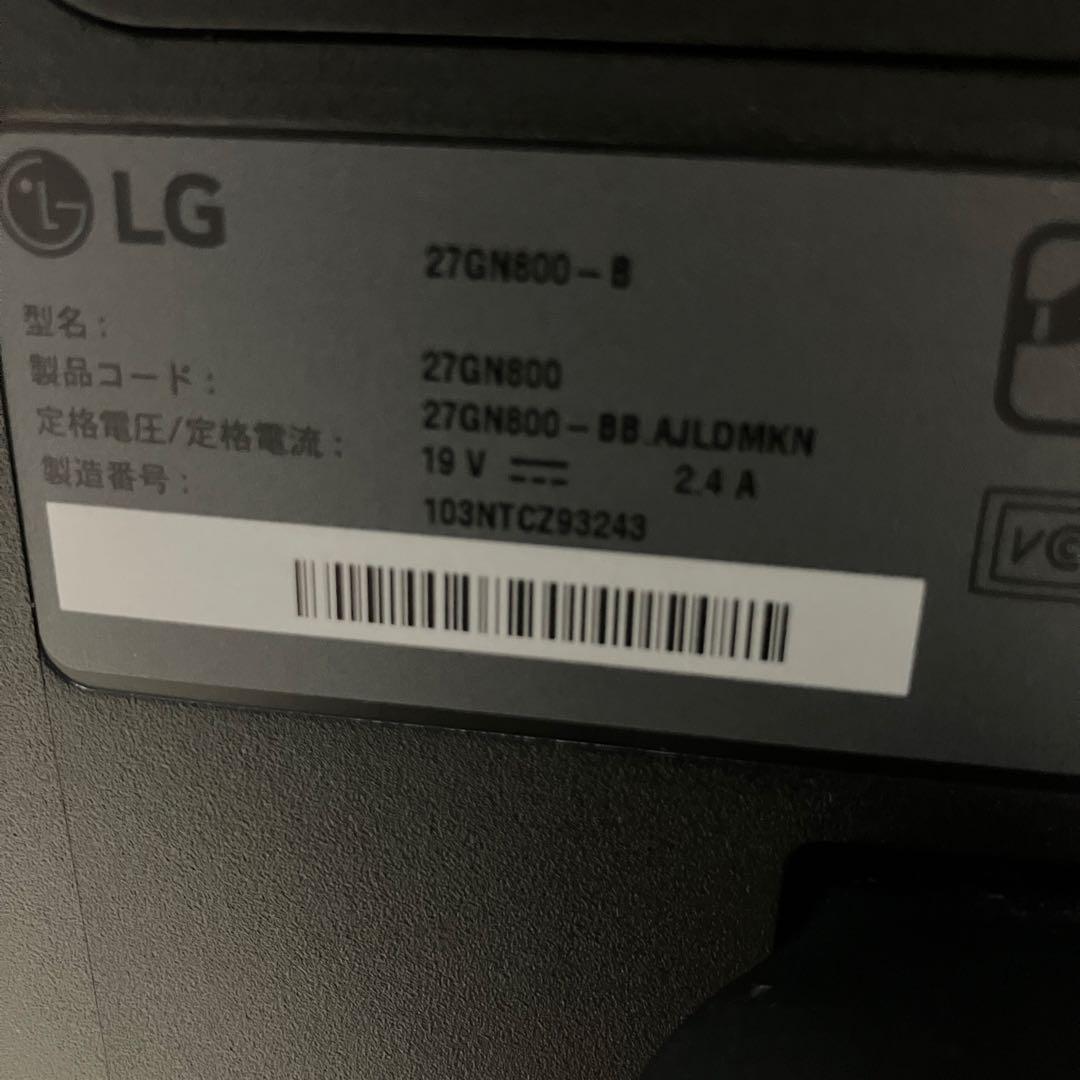 LG
27GN800-B
型名: 27GN800
製品コード: 27GN800-BB.AJLDMKN
定格電圧/定格電流: 19 V 2.4 A
製造番号: 103NTCZ93243
VC